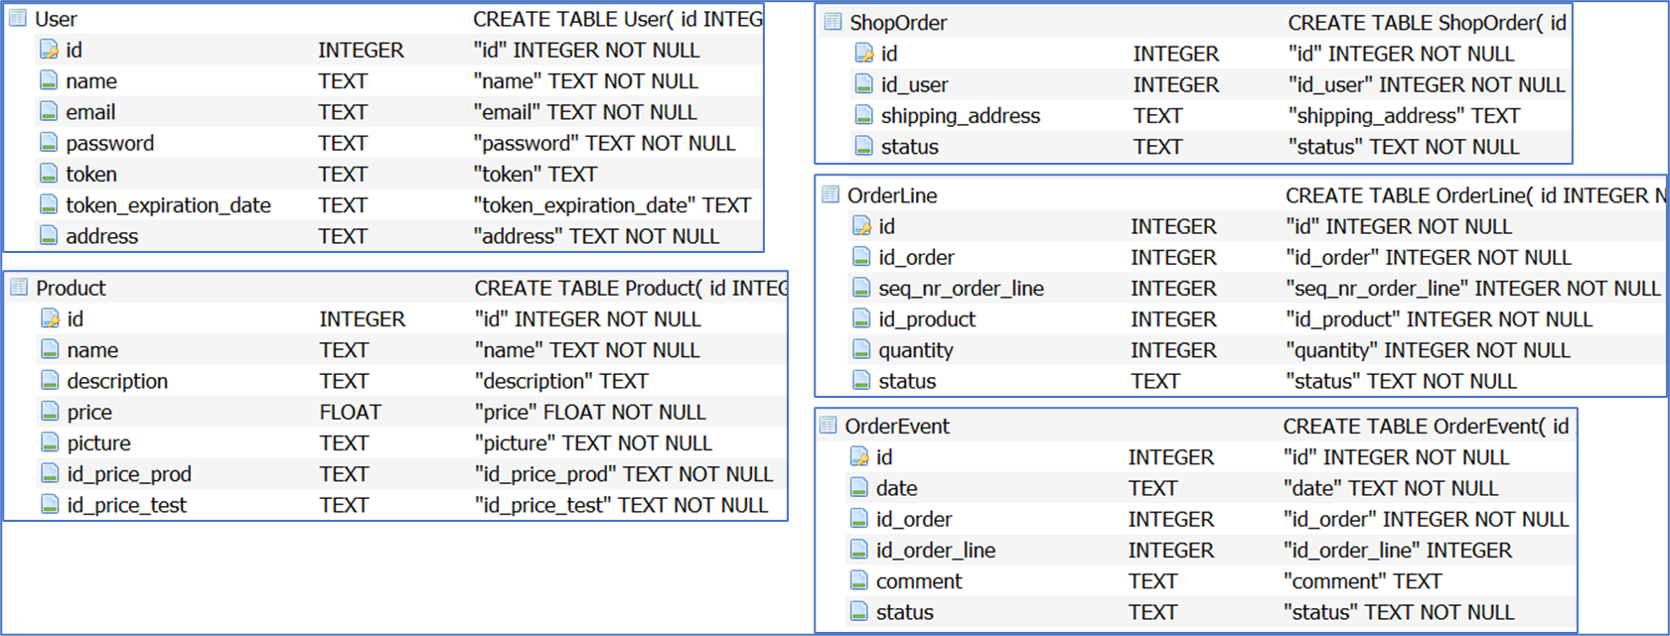 User CREATE TABLE User( id INTEG
id INTEGER "id" INTEGER NOT NULL
name TEXT "name" TEXT NOT NULL
email TEXT "email" TEXT NOT NULL
password TEXT "password" TEXT NOT NULL
token TEXT "token" TEXT
token_expiration_date TEXT "token_expiration_date" TEXT
address TEXT "address" TEXT NOT NULL
Product CREATE TABLE Product( id INTEG
id INTEGER "id" INTEGER NOT NULL
name TEXT "name" TEXT NOT NULL
description TEXT "description" TEXT
price FLOAT "price" FLOAT NOT NULL
picture TEXT "picture" TEXT NOT NULL
id_price_prod TEXT "id_price_prod" TEXT NOT NULL
id_price_test TEXT "id_price_test" TEXT NOT NULL
ShopOrder CREATE TABLE ShopOrder( id
id INTEGER "id" INTEGER NOT NULL
id_user INTEGER "id_user" INTEGER NOT NULL
shipping_address TEXT "shipping_address" TEXT
status TEXT "status" TEXT NOT NULL
OrderLine CREATE TABLE OrderLine( id INTEGER N
id INTEGER "id" INTEGER NOT NULL
id_order INTEGER "id_order" INTEGER NOT NULL
seq_nr_order_line INTEGER "seq_nr_order_line" INTEGER NOT NULL
id_product INTEGER "id_product" INTEGER NOT NULL
quantity INTEGER "quantity" INTEGER NOT NULL
status TEXT "status" TEXT NOT NULL
OrderEvent CREATE TABLE OrderEvent( id
id INTEGER "id" INTEGER NOT NULL
date TEXT "date" TEXT NOT NULL
id_order INTEGER "id_order" INTEGER NOT NULL
id_order_line INTEGER "id_order_line" INTEGER
comment TEXT "comment" TEXT
status TEXT "status" TEXT NOT NULL